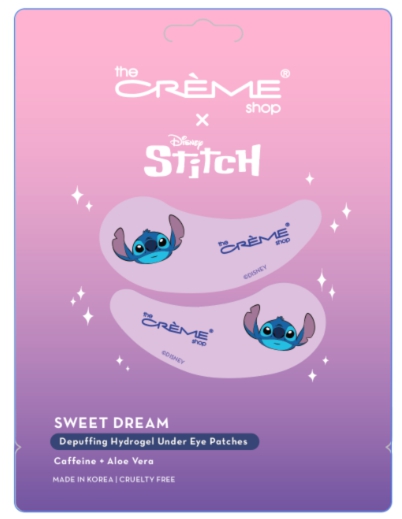 the
CRÈME®
shop
×
Disney
Stitch
the
CRÈME®
shop
©DISNEY
the
CRÈME®
shop
©DISNEY
SWEET DREAM
Depuffing Hydrogel Under Eye Patches
Caffeine + Aloe Vera
MADE IN KOREA | CRUELTY FREE